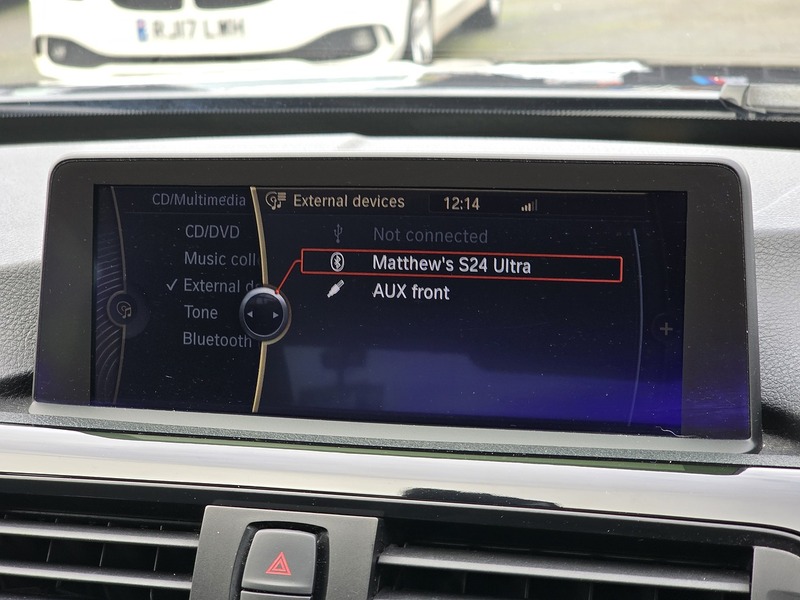 RJ17 LWH
CD/Multimedia
External devices
12:14
CD/DVD
Music coll
External d
Tone
Bluetooth
Not connected
Matthew's S24 Ultra
AUX front